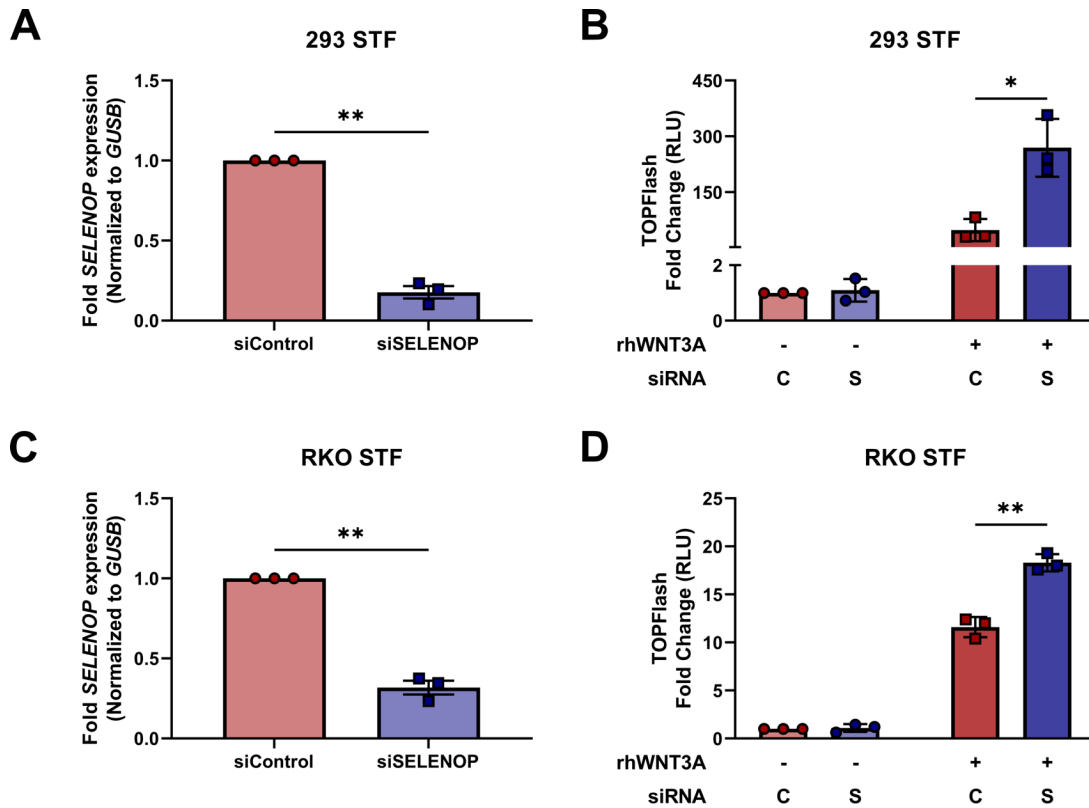 A
293 STF
Fold SELENOP expression
(Normalized to GUSB)
1.5
1.0
0.5
0.0
**
siControl
siSELENOP
B
293 STF
TOPFlash
Fold Change (RLU)
450
300
150
2
1
0
*
rhWNT3A - - + +
siRNA C S C S
C
RKO STF
Fold SELENOP expression
(Normalized to GUSB)
1.5
1.0
0.5
0.0
**
siControl
siSELENOP
D
RKO STF
TOPFlash
Fold Change (RLU)
25
20
15
10
5
0
**
rhWNT3A - - + +
siRNA C S C S